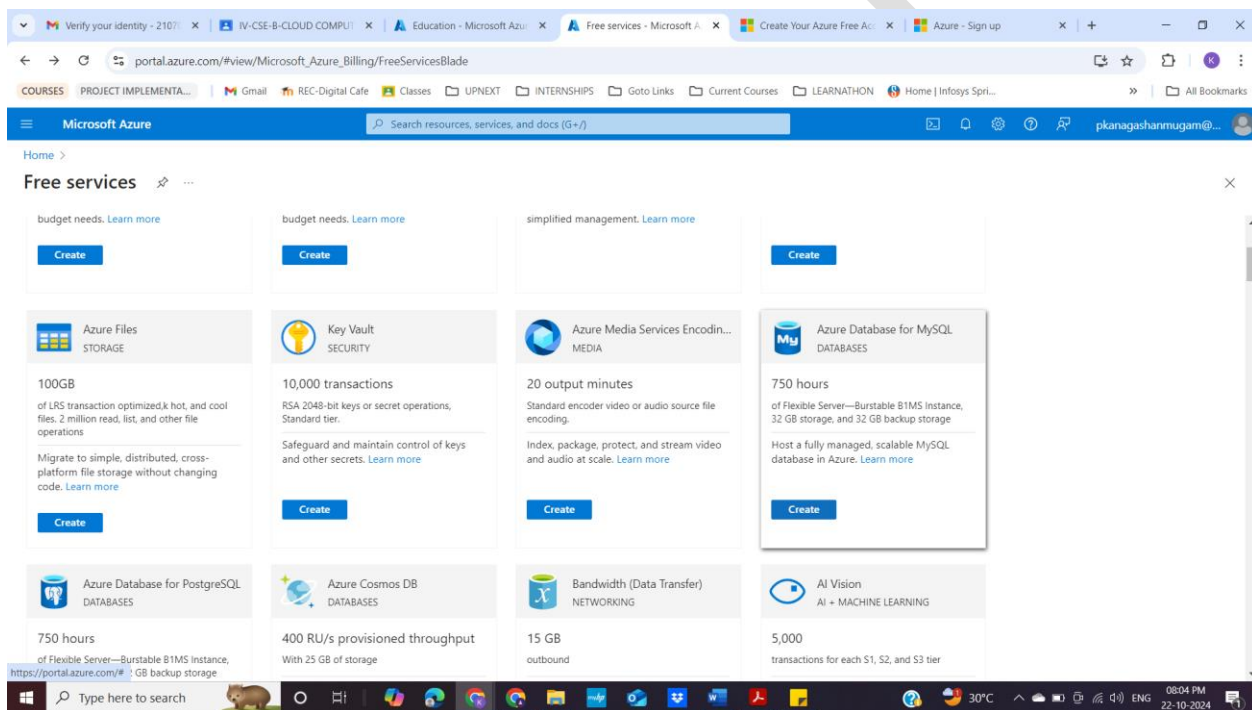 Verify your identity - 2107
IV-CSE-B-CLOUD COMPUT
Education - Microsoft Azu
Free services - Microsoft A
Create Your Azure Free Acc
Azure - Sign up
portal.azure.com/#view/Microsoft_Azure_Billing/FreeServicesBlade
COURSES PROJECT IMPLEMENTA... Gmail REC-Digital Cafe Classes UPNEXT INTERNSHIPS Goto Links Current Courses LEARNATHON Home | Infosys Spri... » All Bookmarks
Microsoft Azure
Search resources, services, and docs (G+/)
pkanagashanmugam@...
Home >
Free services ...
budget needs. Learn more
Create
budget needs. Learn more
Create
simplified management. Learn more
Create
Azure Files
STORAGE
100GB
of LRS transaction optimized,k hot, and cool
files. 2 million read, list, and other file
operations
Migrate to simple, distributed, cross-
platform file storage without changing
code. Learn more
Create
Key Vault
SECURITY
10,000 transactions
RSA 2048-bit keys or secret operations,
Standard tier.
Safeguard and maintain control of keys
and other secrets. Learn more
Create
Azure Media Services Encodin...
MEDIA
20 output minutes
Standard encoder video or audio source file
encoding.
Index, package, protect, and stream video
and audio at scale. Learn more
Create
My
Azure Database for MySQL
DATABASES
750 hours
of Flexible Server—Burstable B1MS Instance,
32 GB storage, and 32 GB backup storage
Host a fully managed, scalable MySQL
database in Azure. Learn more
Create
Azure Database for PostgreSQL
DATABASES
750 hours
of Flexible Server—Burstable B1MS Instance,
GB backup storage
Azure Cosmos DB
DATABASES
400 RU/s provisioned throughput
With 25 GB of storage
Bandwidth (Data Transfer)
NETWORKING
15 GB
outbound
AI Vision
AI + MACHINE LEARNING
5,000
transactions for each S1, S2, and S3 tier
https://portal.azure.com/#
Type here to search
30°C
ENG
08:04 PM
22-10-2024